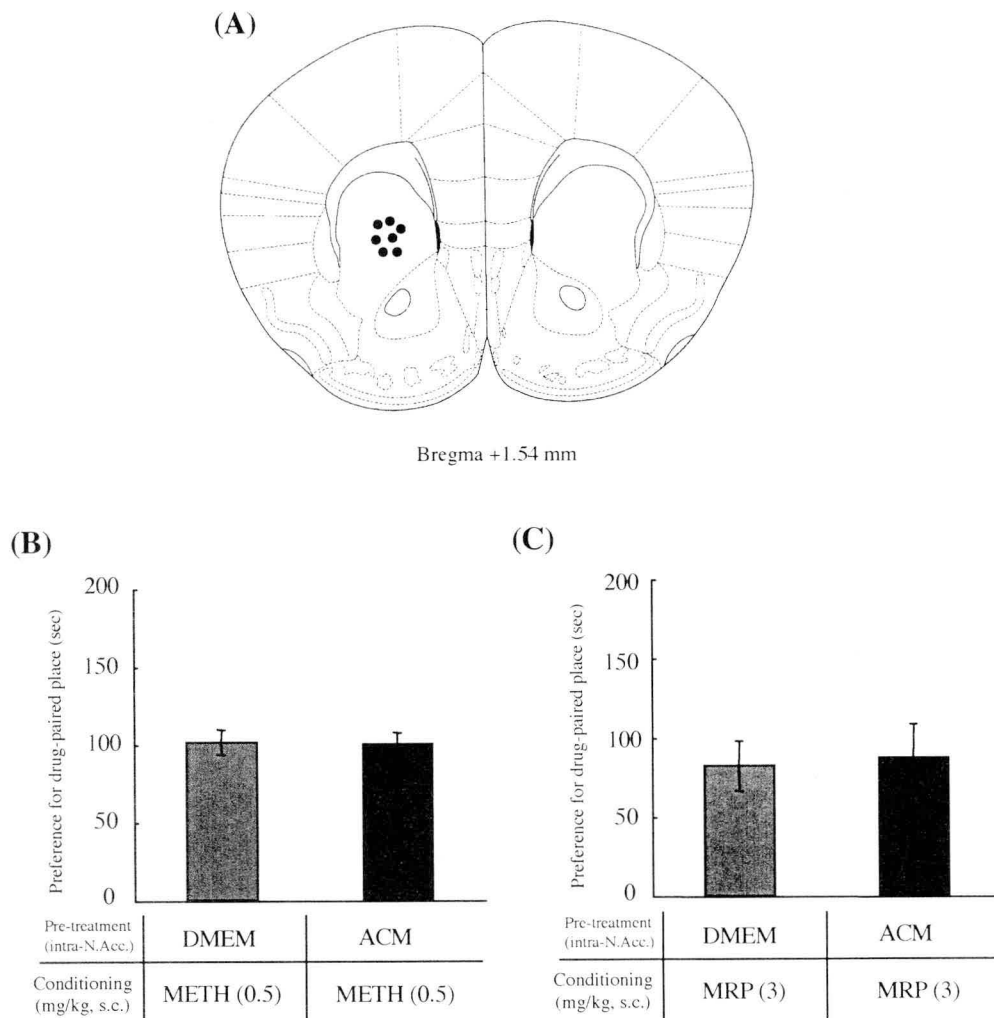 (A)
Bregma +1.54 mm
(B)
Preference for drug-paired place (sec)
200
150
100
50
0
Pre-treatment
(intra-N.Acc.)
DMEM
ACM
Conditioning
(mg/kg, s.c.)
METH (0.5)
METH (0.5)
(C)
Preference for drug-paired place (sec)
200
150
100
50
0
Pre-treatment
(intra-N.Acc.)
DMEM
ACM
Conditioning
(mg/kg, s.c.)
MRP (3)
MRP (3)